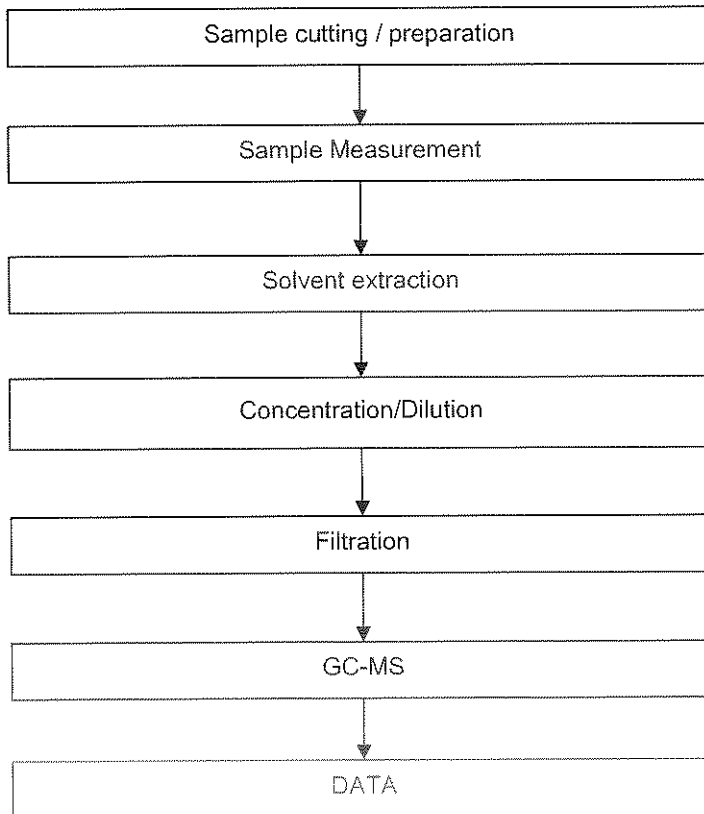 Sample cutting / preparation
Sample Measurement
Solvent extraction
Concentration/Dilution
Filtration
GC-MS
DATA